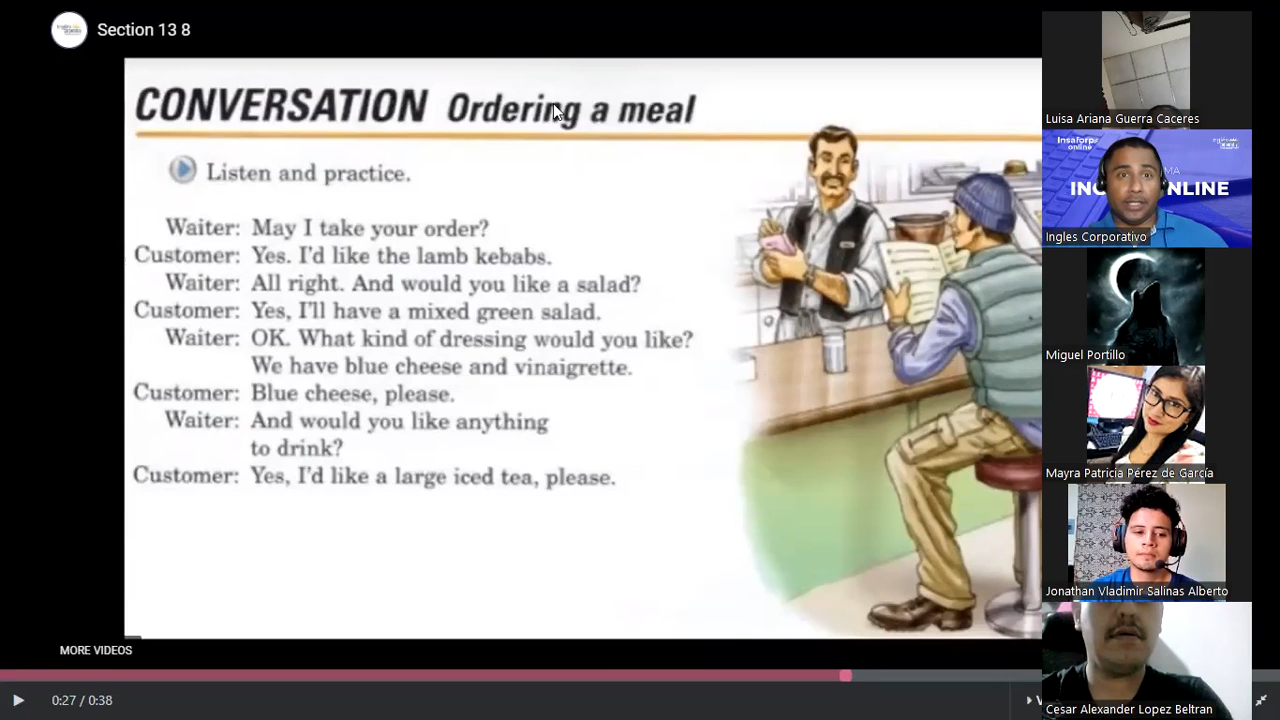 Section 13 8
CONVERSATION Ordering a meal
Listen and practice.
Waiter: May I take your order?
Customer: Yes. I'd like the lamb kebabs.
Waiter: All right. And would you like a salad?
Customer: Yes, I'll have a mixed green salad.
Waiter: OK. What kind of dressing would you like?
We have blue cheese and vinaigrette.
Customer: Blue cheese, please.
Waiter: And would you like anything
to drink?
Customer: Yes, I'd like a large iced tea, please.
MORE VIDEOS
0:27 / 0:38
Luisa Ariana Guerra Caceres
Insaforp
online
Ingles Corporativo
Miguel Portillo
Mayra Patricia Pérez de García
Jonathan Vladimir Salinas Alberto
Cesar Alexander Lopez Beltran